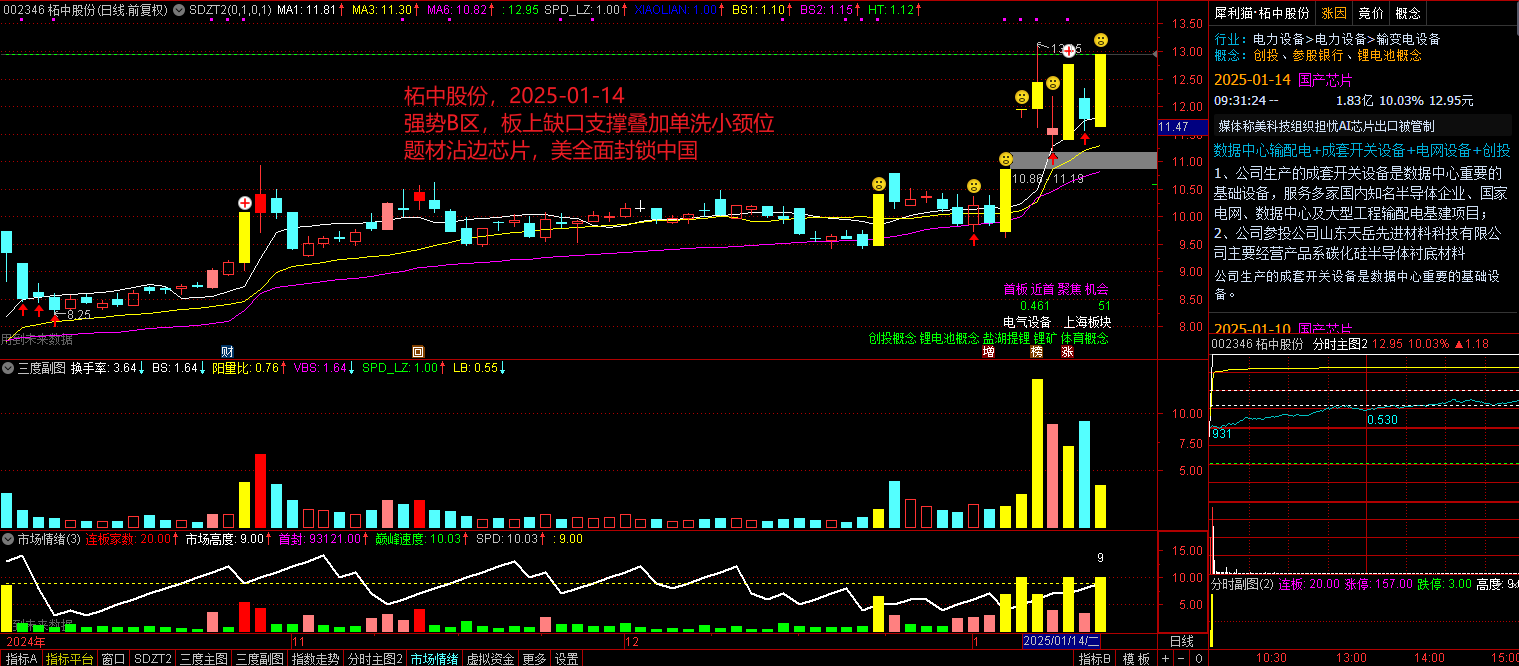 002346 柘中股份(日线.前复权) SDZT2(0,1,0,1) MA1: 11.81↑ MA3: 11.30↑ MA6: 10.82↑ : 12.95 SPD_LZ: 1.00↑ XIAOLIAN: 1.00↑ BS1: 1.10↑ BS2: 1.15↑ HT: 1.12↑
13.50
13.00
12.50
12.00
11.47
11.00
10.50
10.00
9.50
9.00
8.50
8.00
柘中股份，2025-01-14
强势B区，板上缺口支撑叠加单洗小颈位
题材沾边芯片，美全面封锁中国
10.86 - 11.19
8.25
首板 近首 聚焦 机会
0.461 51
电气设备 上海板块
创投概念 锂电池概念 盐湖提锂 锂矿 体育概念
用到未来数据
财
回
增
榜
涨
三度副图 换手率: 3.64↓ BS: 1.64↓ 阳量比: 0.76↑ VBS: 1.64↓ SPD_LZ: 1.00↑ LB: 0.55↓
10.00
7.50
5.00
市场情绪(3) 连板家数: 20.00↑ 市场高度: 9.00↑ 首封: 93121.00↑ 巅峰速度: 10.03↑ SPD: 10.03↑ : 9.00
9
15.00
10.00
5.00
2024年
11
12
1
2025/01/14/二
日线
指标A 指标平台 窗口 SDZT2 三度主图 三度副图 指数走势 分时主图2 市场情绪 虚拟资金 更多 设置
指标B 模板 + - O
犀利猫·柘中股份 涨因 竞价 概念
行业: 电力设备>电力设备>输变电设备
概念: 创投、参股银行、锂电池概念
2025-01-14 国产芯片
09:31:24-- 1.83亿 10.03% 12.95元
媒体称美科技组织担忧AI芯片出口被管制
数据中心输配电+成套开关设备+电网设备+创投
1、公司生产的成套开关设备是数据中心重要的
基础设备，服务多家国内知名半导体企业、国家
电网、数据中心及大型工程输配电基建项目；
2、公司参投公司山东天岳先进材料科技有限公
司主要经营产品系碳化硅半导体衬底材料
公司生产的成套开关设备是数据中心重要的基础设
备。
2025-01-10 国产芯片
002346 柘中股份 分时主图2 12.95 10.03% ▲1.18
931
0.530
分时副图(2) 连板: 20.00 涨停: 157.00 跌停: 3.00 高度: 9.
10:30
13:00
14:00
15:00